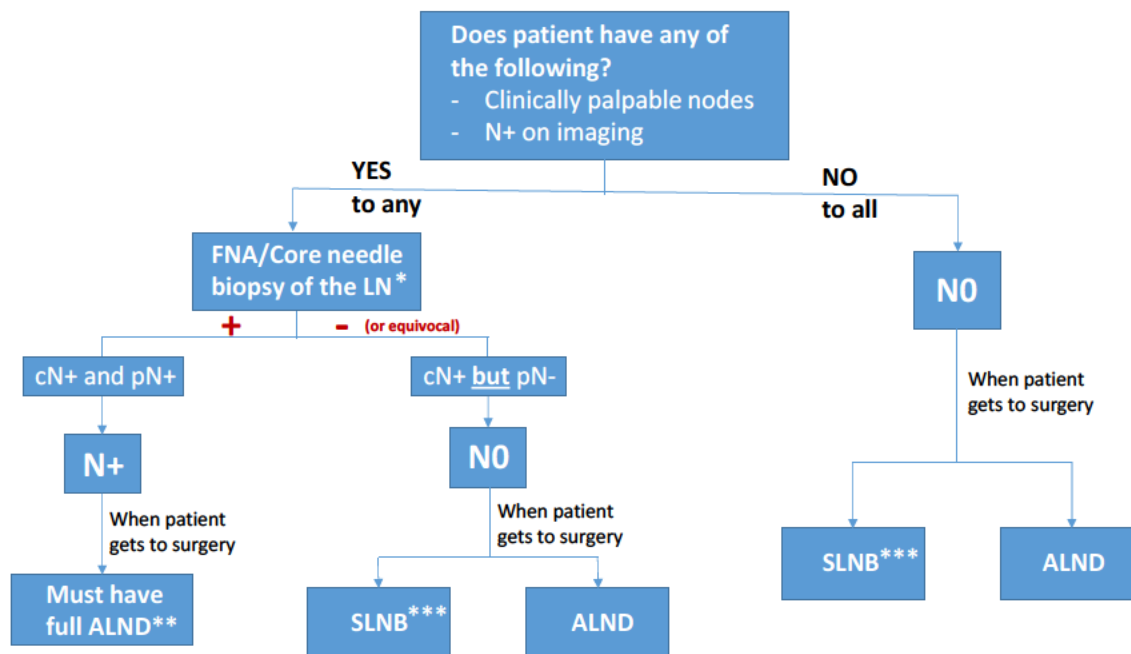 Does patient have any of
the following?
- Clinically palpable nodes
- N+ on imaging
YES
to any
NO
to all
FNA/Core needle
biopsy of the LN*
N0
+
- (or equivocal)
cN+ and pN+
cN+ but pN-
When patient
gets to surgery
N+
N0
When patient
gets to surgery
When patient
gets to surgery
SLNB***
ALND
Must have
full ALND**
SLNB***
ALND